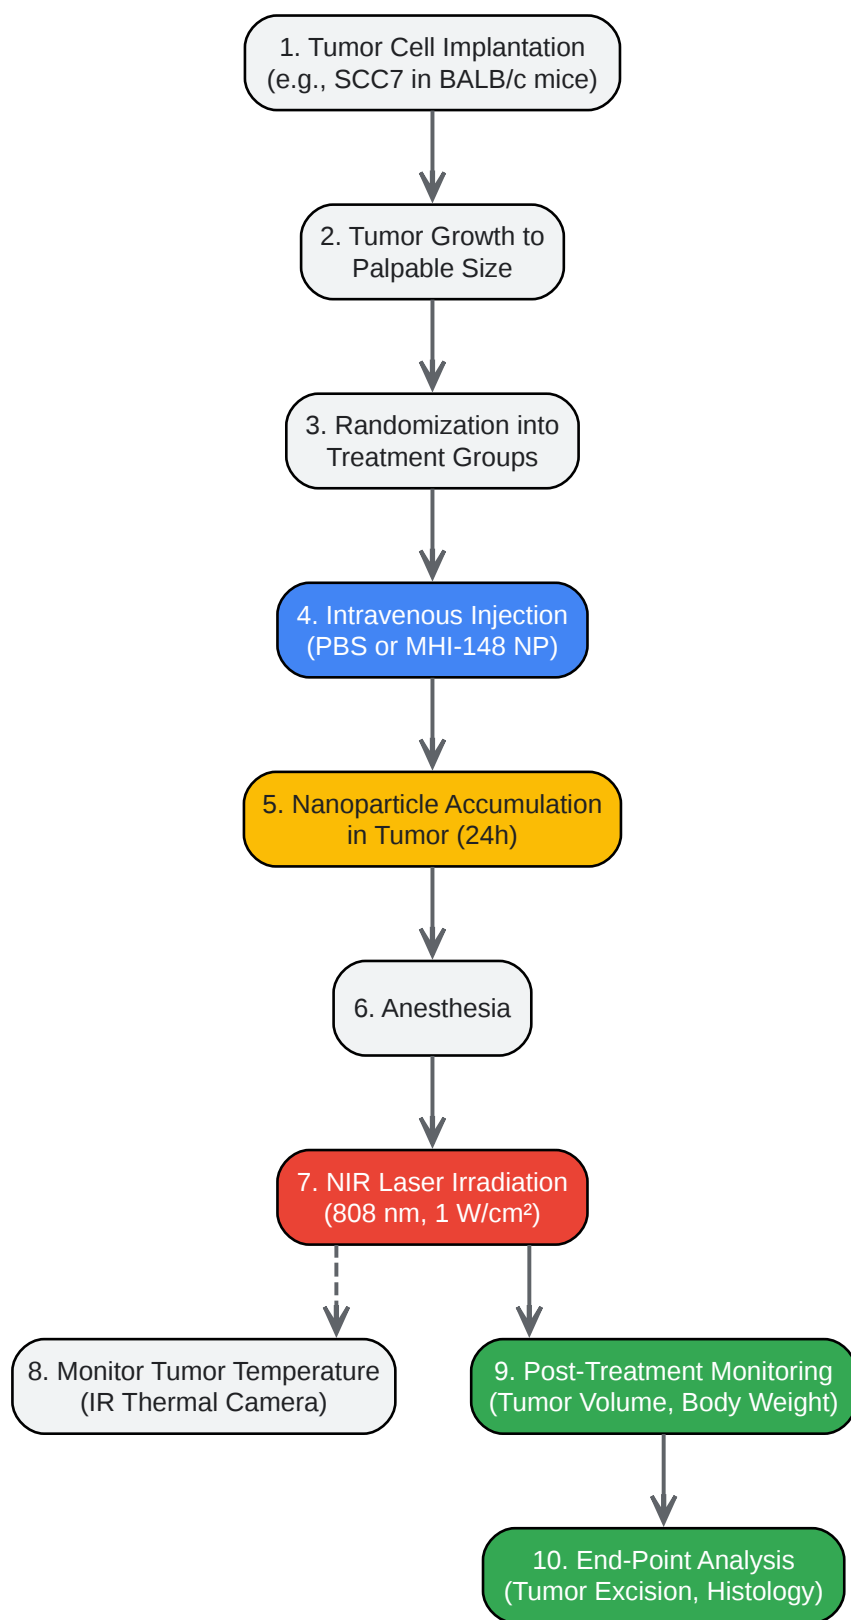 1. Tumor Cell Implantation
(e.g., SCC7 in BALB/c mice)
2. Tumor Growth to
Palpable Size
3. Randomization into
Treatment Groups
4. Intravenous Injection
(PBS or MHI-148 NP)
5. Nanoparticle Accumulation
in Tumor (24h)
6. Anesthesia
7. NIR Laser Irradiation
(808 nm, 1 W/cm²)
8. Monitor Tumor Temperature
(IR Thermal Camera)
9. Post-Treatment Monitoring
(Tumor Volume, Body Weight)
10. End-Point Analysis
(Tumor Excision, Histology)